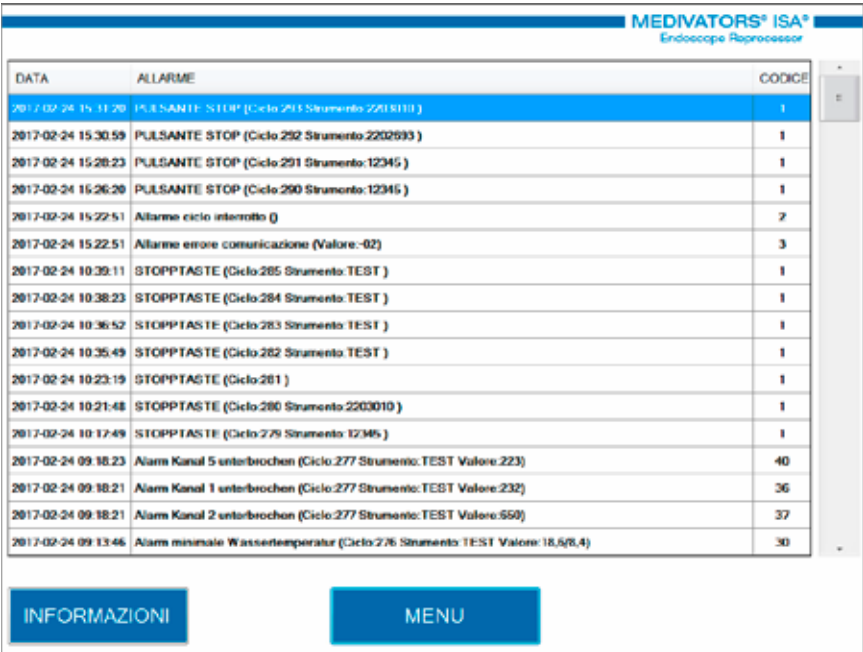 MEDIVATORS® ISA®
Endoscope Reprocessor
DATA ALLARME CODICE
2017-02-24 15:31:20 PULSANTE STOP (Ciclo:293 Strumento:2203010 ) 1
2017-02-24 15:30:59 PULSANTE STOP (Ciclo:292 Strumento:2202693 ) 1
2017-02-24 15:28:23 PULSANTE STOP (Ciclo:291 Strumento:12345 ) 1
2017-02-24 15:26:20 PULSANTE STOP (Ciclo:290 Strumento:12345 ) 1
2017-02-24 15:22:51 Allarme ciclo interrotto () 2
2017-02-24 15:22:51 Allarme errore comunicazione (Valore:-02) 3
2017-02-24 10:39:11 STOPPTASTE (Ciclo:285 Strumento:TEST ) 1
2017-02-24 10:38:23 STOPPTASTE (Ciclo:284 Strumento:TEST ) 1
2017-02-24 10:36:52 STOPPTASTE (Ciclo:283 Strumento:TEST ) 1
2017-02-24 10:35:49 STOPPTASTE (Ciclo:282 Strumento:TEST ) 1
2017-02-24 10:23:19 STOPPTASTE (Ciclo:281 ) 1
2017-02-24 10:21:48 STOPPTASTE (Ciclo:280 Strumento:2203010 ) 1
2017-02-24 10:17:49 STOPPTASTE (Ciclo:279 Strumento:12345 ) 1
2017-02-24 09:18:23 Alarm Kanal 5 unterbrochen (Ciclo:277 Strumento:TEST Valore:223) 40
2017-02-24 09:18:21 Alarm Kanal 1 unterbrochen (Ciclo:277 Strumento:TEST Valore:232) 36
2017-02-24 09:18:21 Alarm Kanal 2 unterbrochen (Ciclo:277 Strumento:TEST Valore:650) 37
2017-02-24 09:13:46 Alarm minimale Wassertemperatur (Ciclo:276 Strumento:TEST Valore:18,6/8,4) 30
INFORMAZIONI MENU